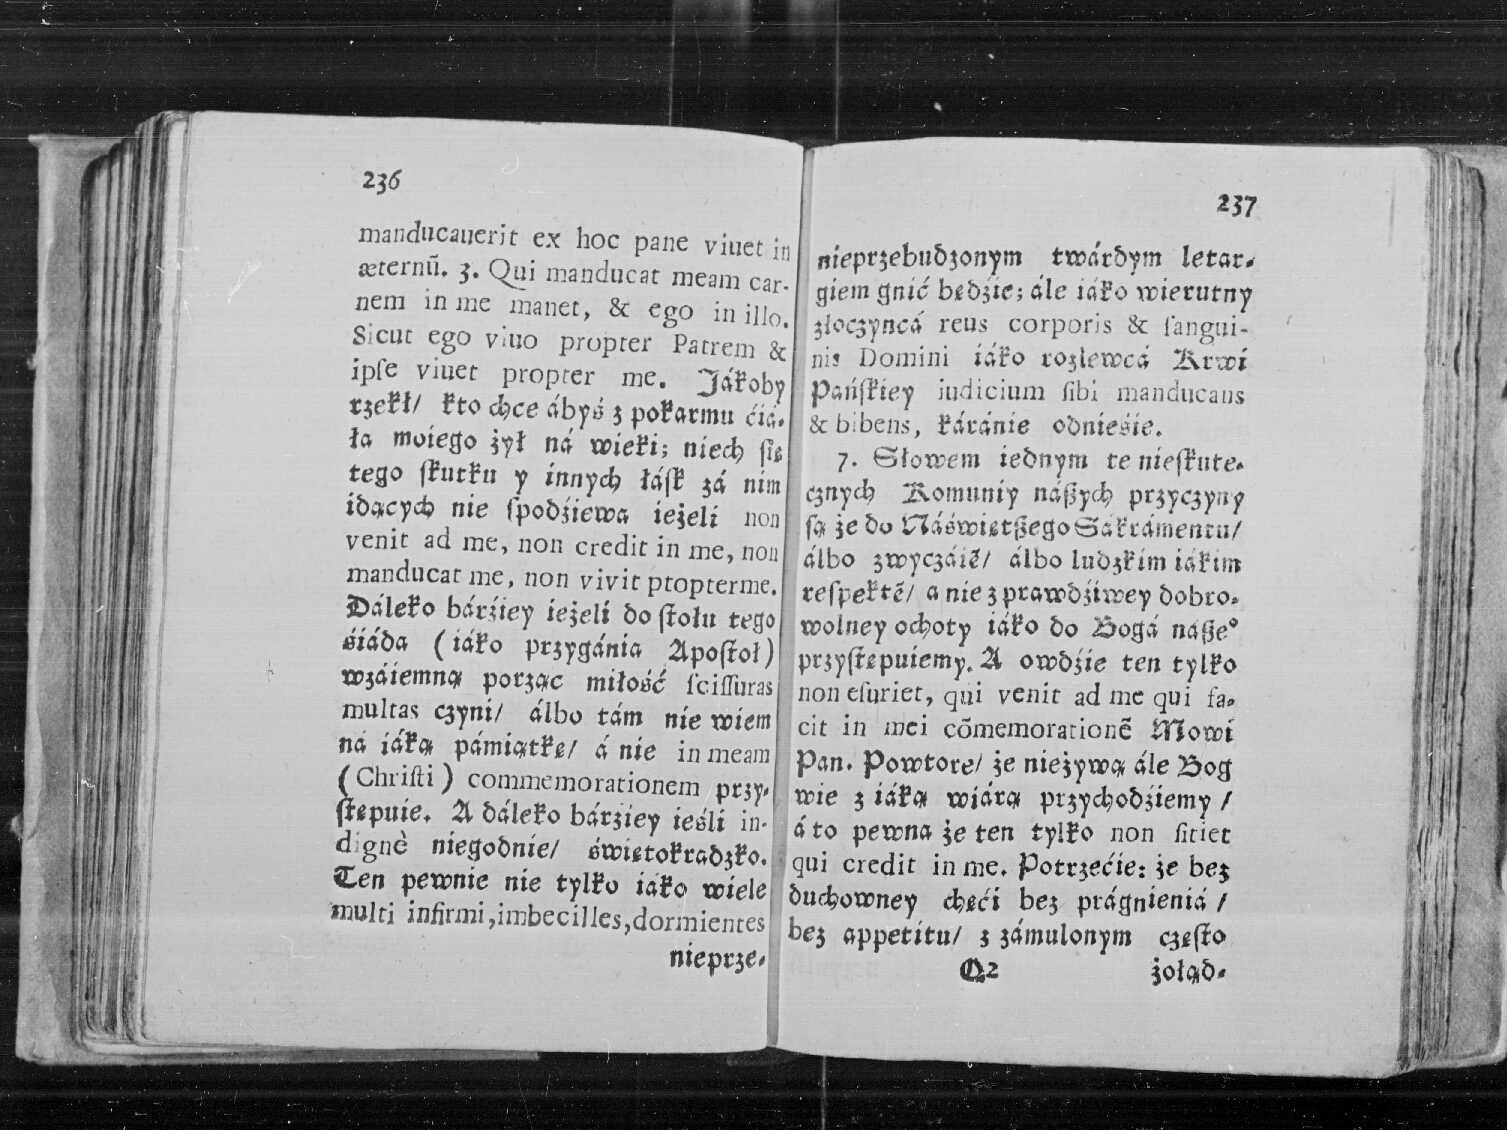 236
manducauerit ex hoc pane viuet in
æternũ. 3. Qui manducat meam car-
nem in me manet, & ego in illo.
Sicut ego viuo propter Patrem &
ipſe viuet propter me. Jákoby
rzekł/ kto chce ábyś z pokarmu ćiá-
ła moiego żył ná wieki; niech ſię
tego ſkutku y innych łáſk zá nim
idących nie ſpodźiewa ieżeli non
venit ad me, non credit in me, non
manducat me, non vivit ptopterme.
Dáleko bárźiey ieżeli do ſtołu tego
śiáda (iáko przygánia Apoſtoł)
wzáiemną porząc miłość ſciſſuras
multas czyni/ álbo tám nie wiem
ná iáką pámiątkę/ á nie in meam
(Chriſti) commemorationem przy-
ſtępuie. A dáleko bárźiey ieśli in-
dignè niegodnie/ świętokradzko.
Ten pewnie nie tylko iáko wiele
multi infirmi, imbecilles, dormientes
nieprze-
237
nieprzebudzonym twárdym letar-
giem gnić będźie; ále iáko wierutny
złoczyncá reus corporis & ſangui-
nis Domini iáko rozlewcá Krwi
Páńſkiey iudicium ſibi manducans
& bibens, káránie odnieśie.
7. Słowem iednym te nieſkute-
cznych Komuniy náßych przyczyny
ſą że do Náświętßego Sákrámentu/
álbo zwyczáiẽ/ álbo ludzkim iákim
reſpektẽ/ a nie z prawdźiwey dobro-
wolney ochoty iáko do Bogá náßeº
przyſtępuiemy. A owdźie ten tylko
non eſuriet, qui venit ad me qui fa-
cit in mei cõmemorationẽ Mowi
Pan. Powtore/ że nieżywą ále Bog
wie z iáką wiárą przychodźiemy /
á to pewna że ten tylko non ſitiet
qui credit in me. Potrzećie: że bez
duchowney chęći bez prágnieniá /
bez appetitu/ z zámulonym częſto
Q2
żołąd-